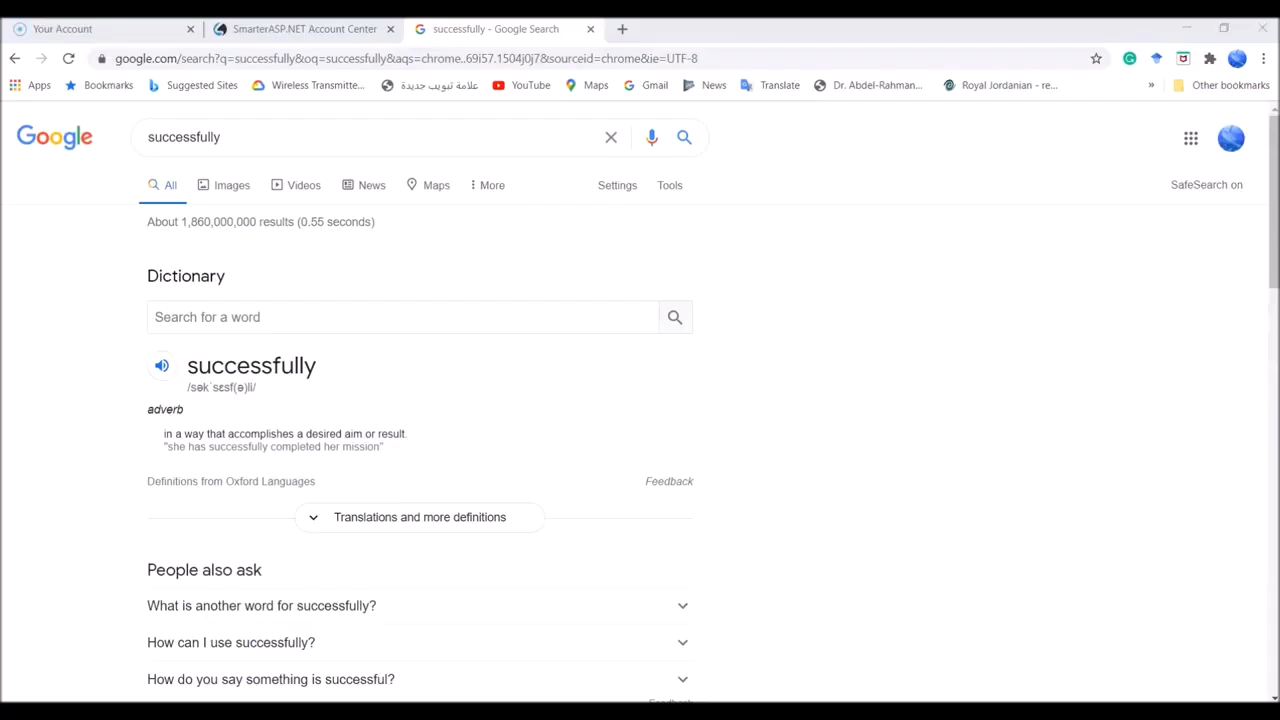 Your Account
SmarterASP.NET Account Center
successfully - Google Search
google.com/search?q=successfully&oq=successfully&aqs=chrome..69i57.1504j0j7&sourceid=chrome&ie=UTF-8
Apps Bookmarks Suggested Sites Wireless Transmitte... علامة تبويب جديدة YouTube Maps Gmail News Translate Dr. Abdel-Rahman... Royal Jordanian - re... » Other bookmarks
Google successfully
All Images Videos News Maps More Settings Tools SafeSearch on
About 1,860,000,000 results (0.55 seconds)
Dictionary
Search for a word
successfully
/səkˈsɛsf(ə)li/
adverb
in a way that accomplishes a desired aim or result.
"she has successfully completed her mission"
Definitions from Oxford Languages Feedback
Translations and more definitions
People also ask
What is another word for successfully?
How can I use successfully?
How do you say something is successful?
Feedback